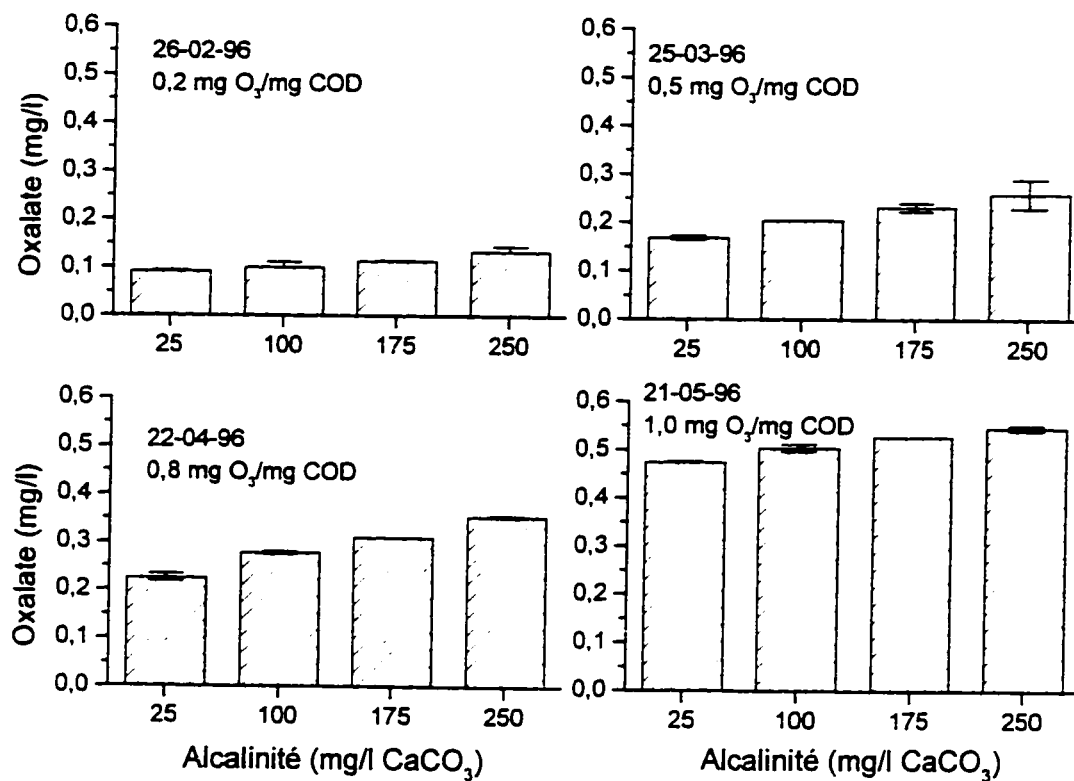 26-02-96
0,2 mg O₃/mg COD
Oxalate (mg/l)
0,6
0,5
0,4
0,3
0,2
0,1
0,0
25 100 175 250
25-03-96
0,5 mg O₃/mg COD
0,6
0,5
0,4
0,3
0,2
0,1
0,0
25 100 175 250
22-04-96
0,8 mg O₃/mg COD
Oxalate (mg/l)
0,6
0,5
0,4
0,3
0,2
0,1
0,0
25 100 175 250
Alcalinité (mg/l CaCO₃)
21-05-96
1,0 mg O₃/mg COD
0,6
0,5
0,4
0,3
0,2
0,1
0,0
25 100 175 250
Alcalinité (mg/l CaCO₃)